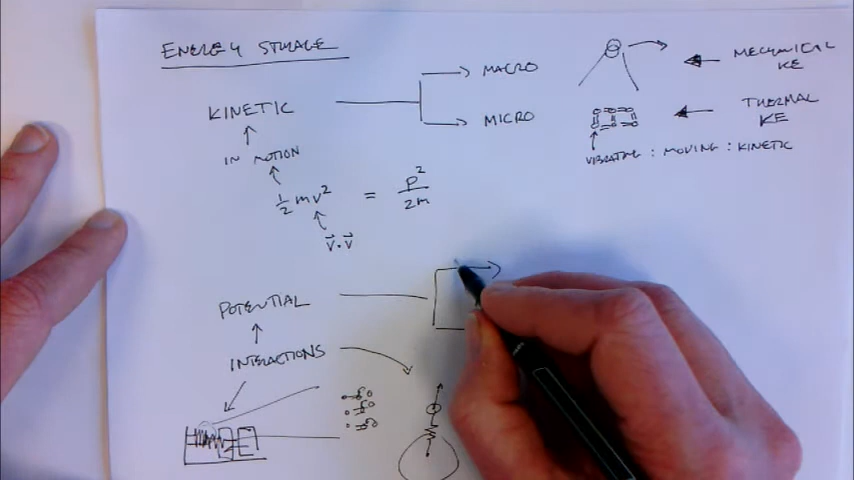 ENERGY STORAGE
KINETIC
MACRO
MICRO
MECHANICAL
KE
THERMAL
KE
IN MOTION
VIBRATING : MOVING : KINETIC
½ mv² = p²/2m
v⃗·v⃗
POTENTIAL
INTERACTIONS